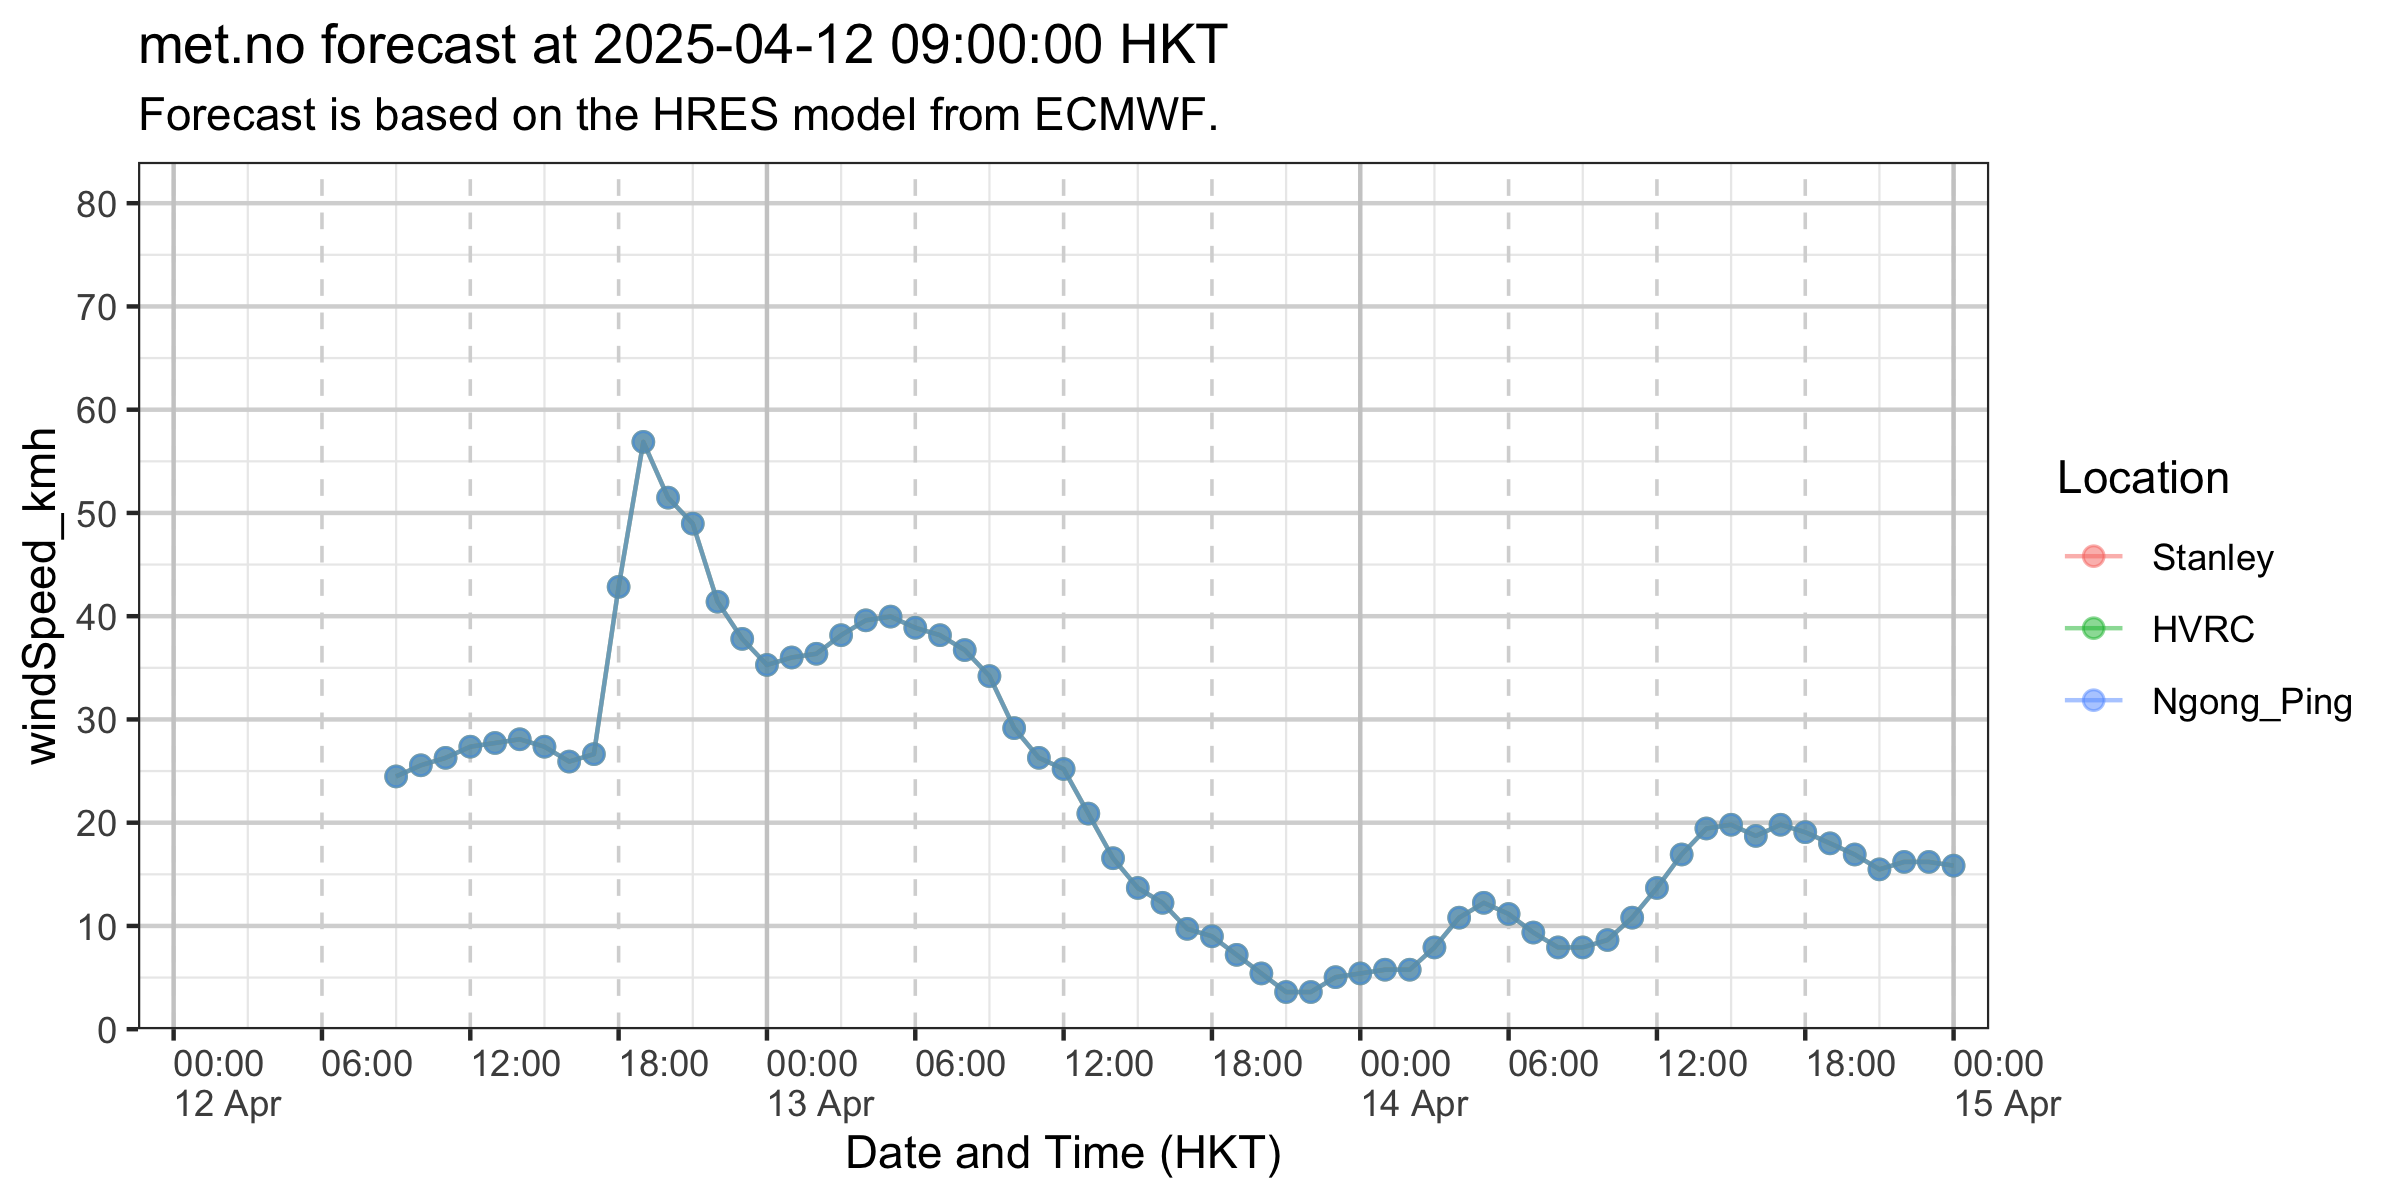 met.no forecast at 2025-04-12 09:00:00 HKT
Forecast is based on the HRES model from ECMWF.
windSpeed_kmh
80
70
60
50
40
30
20
10
0
00:00 06:00 12:00 18:00 00:00 06:00 12:00 18:00 00:00 06:00 12:00 18:00 00:00
12 Apr 13 Apr 14 Apr 15 Apr
Date and Time (HKT)
Location
Stanley
HVRC
Ngong_Ping